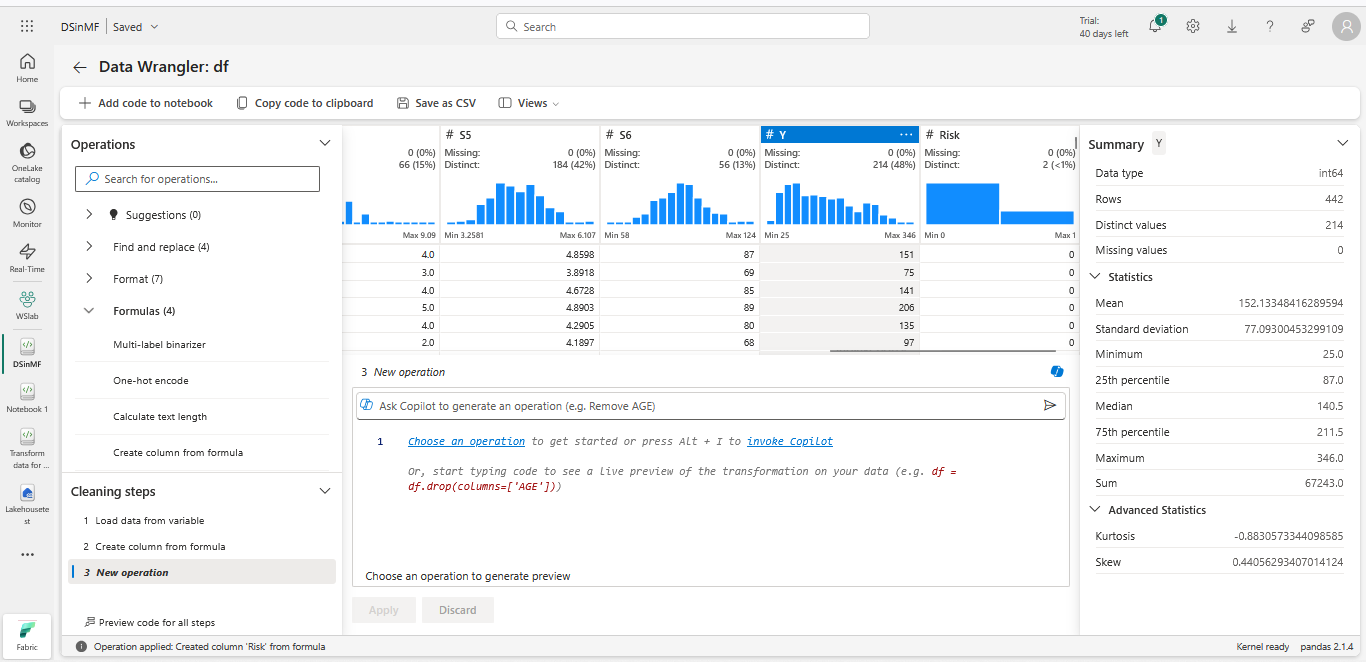 DSinMF
Saved
Search
Trial:
40 days left
1
Home
Workspaces
OneLake
catalog
Monitor
Real-Time
WSlab
DSinMF
Notebook 1
Transform
data for ...
Lakehousete
st
Fabric
Data Wrangler: df
Add code to notebook
Copy code to clipboard
Save as CSV
Views
Operations
Search for operations...
Suggestions (0)
Find and replace (4)
Format (7)
Formulas (4)
Multi-label binarizer
One-hot encode
Calculate text length
Create column from formula
Cleaning steps
1 Load data from variable
2 Create column from formula
3 New operation
Preview code for all steps
# S5
# S6
# Y ...
# Risk
0 (0%)
Missing: 0 (0%)
Missing: 0 (0%)
Missing: 0 (0%)
Missing: 0 (0%)
66 (15%)
Distinct: 184 (42%)
Distinct: 56 (13%)
Distinct: 214 (48%)
Distinct: 2 (<1%)
Max 9.09
Min 3.2581 Max 6.107
Min 58 Max 124
Min 25 Max 346
Min 0 Max 1
4.0 4.8598 87 151 0
3.0 3.8918 69 75 0
4.0 4.6728 85 141 0
5.0 4.8903 89 206 0
4.0 4.2905 80 135 0
2.0 4.1897 68 97 0
3 New operation
Ask Copilot to generate an operation (e.g. Remove AGE)
1 Choose an operation to get started or press Alt + I to invoke Copilot
Or, start typing code to see a live preview of the transformation on your data (e.g. df =
df.drop(columns=['AGE']))
Choose an operation to generate preview
Apply
Discard
Summary Y
Data type int64
Rows 442
Distinct values 214
Missing values 0
Statistics
Mean 152.13348416289594
Standard deviation 77.09300453299109
Minimum 25.0
25th percentile 87.0
Median 140.5
75th percentile 211.5
Maximum 346.0
Sum 67243.0
Advanced Statistics
Kurtosis -0.8830573344098585
Skew 0.44056293407014124
Operation applied: Created column 'Risk' from formula
Kernel ready
pandas 2.1.4